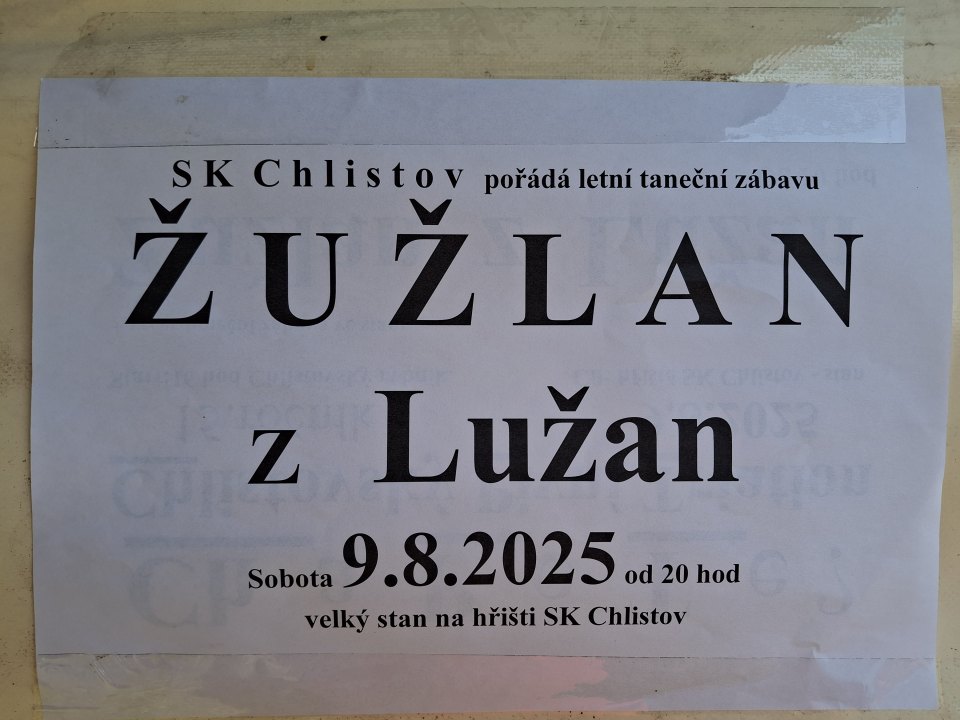 SK Chlistov pořádá letní taneční zábavu
ŽUŽLAN
z Lužan
Sobota 9.8.2025 od 20 hod
velký stan na hřišti SK Chlistov